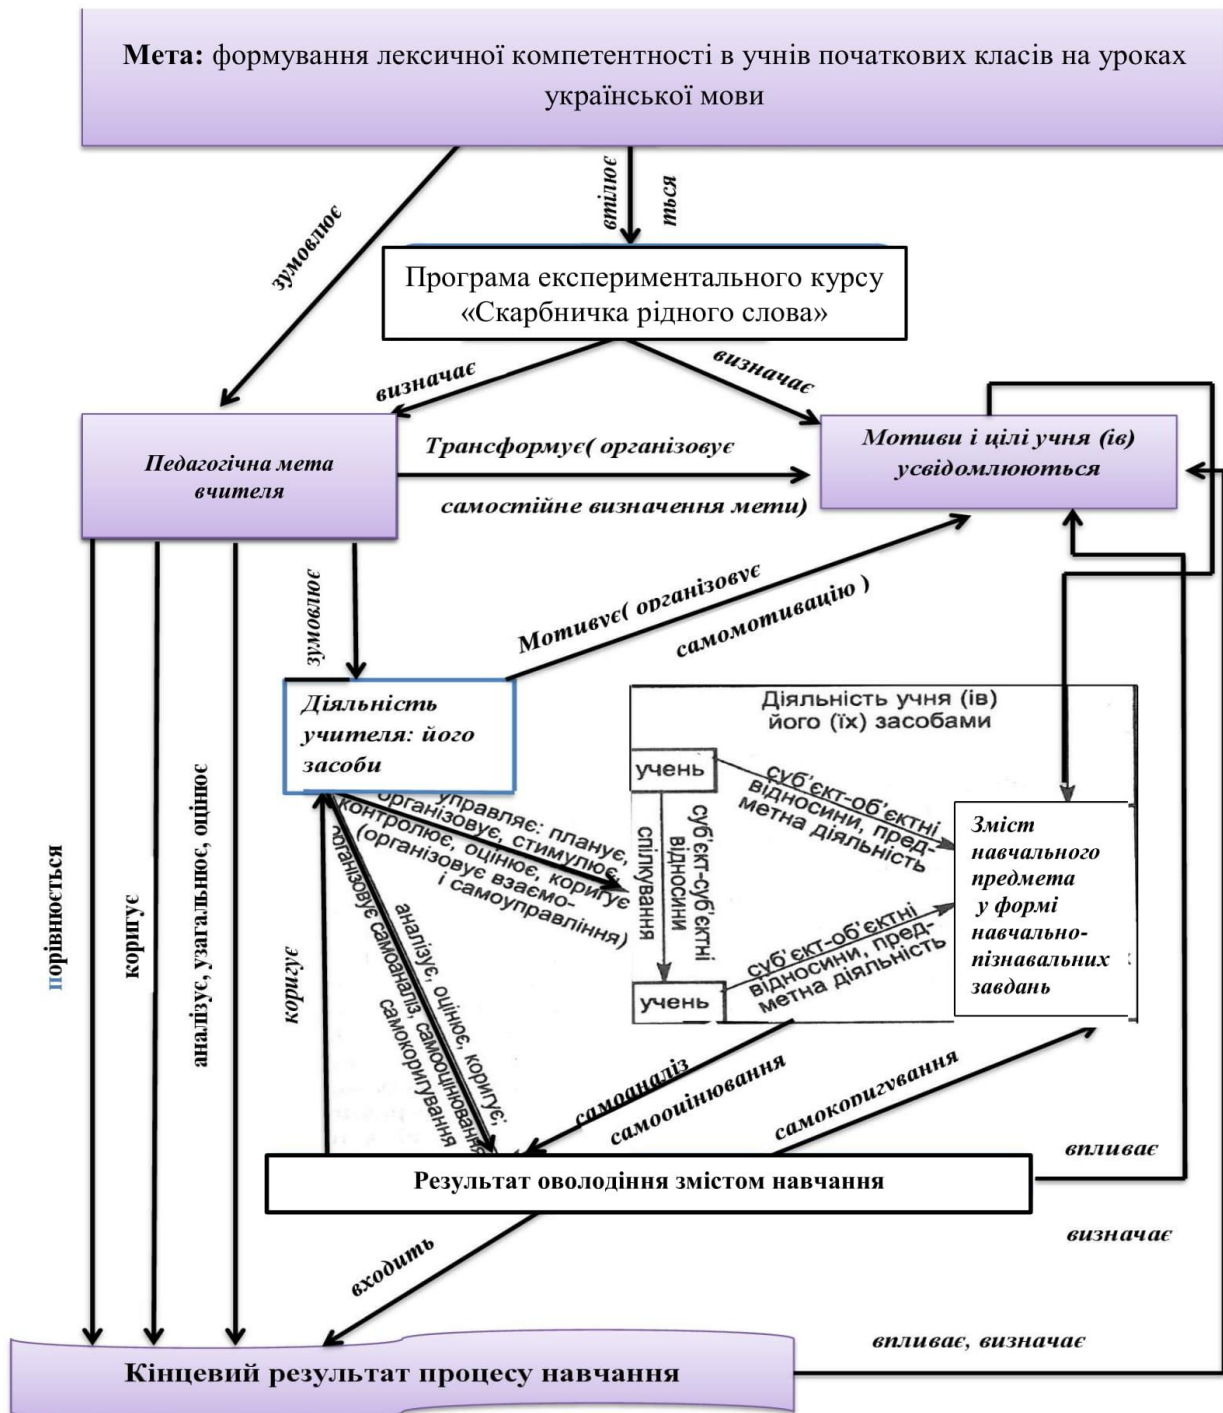 Мета: формування лексичної компетентності в учнів початкових класів на уроках
української мови
зумовлює
втілює
ться
Програма експериментального курсу
«Скарбничка рідного слова»
визначає
визначає
Педагогічна мета
вчителя
Трансформує( організовує
самостійне визначення мети)
Мотиви і цілі учня (ів)
усвідомлюються
зумовлює
Мотивує( організовує
самомотивацію )
Діяльність
учителя: його
засоби
Діяльність учня (ів)
його (їх) засобами
учень
суб'єкт-об'єктні
відносини, пред-
метна діяльність
суб'єкт-суб'єктні
відносини
спілкування
суб'єкт-об'єктні
відносини, пред-
метна діяльність
учень
Зміст
навчального
предмета
у формі
навчально-
пізнавальних
завдань
управляє: планує,
організовує, стимулює,
контролює, оцінює, коригує
(організовує взаємо-
і самоуправління)
аналізує, оцінює, коригує;
організовує самоаналіз, самооцінювання
самокоригування
порівнюється
коригує
аналізує, узагальнює, оцінює
коригує
самоаналіз
самооцінювання
самокоригування
Результат оволодіння змістом навчання
впливає
визначає
входить
Кінцевий результат процесу навчання
впливає, визначає